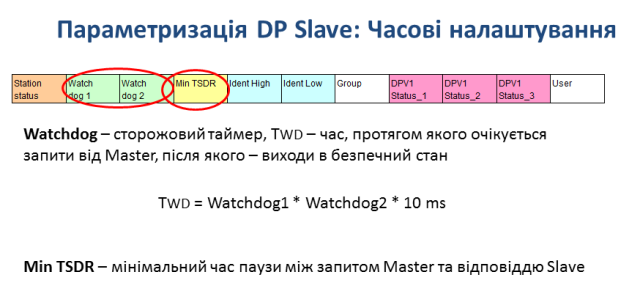 Параметризація DP Slave: Часові налаштування
Station status
Watch dog 1
Watch dog 2
Min TSDR
Ident High
Ident Low
Group
DPV1 Status_1
DPV1 Status_2
DPV1 Status_3
User
Watchdog – сторожовий таймер, TWD – час, протягом якого очікується
запити від Master, після якого – виходи в безпечний стан
TWD = Watchdog1 * Watchdog2 * 10 ms
Min TSDR – мінімальний час паузи між запитом Master та відповіддю Slave